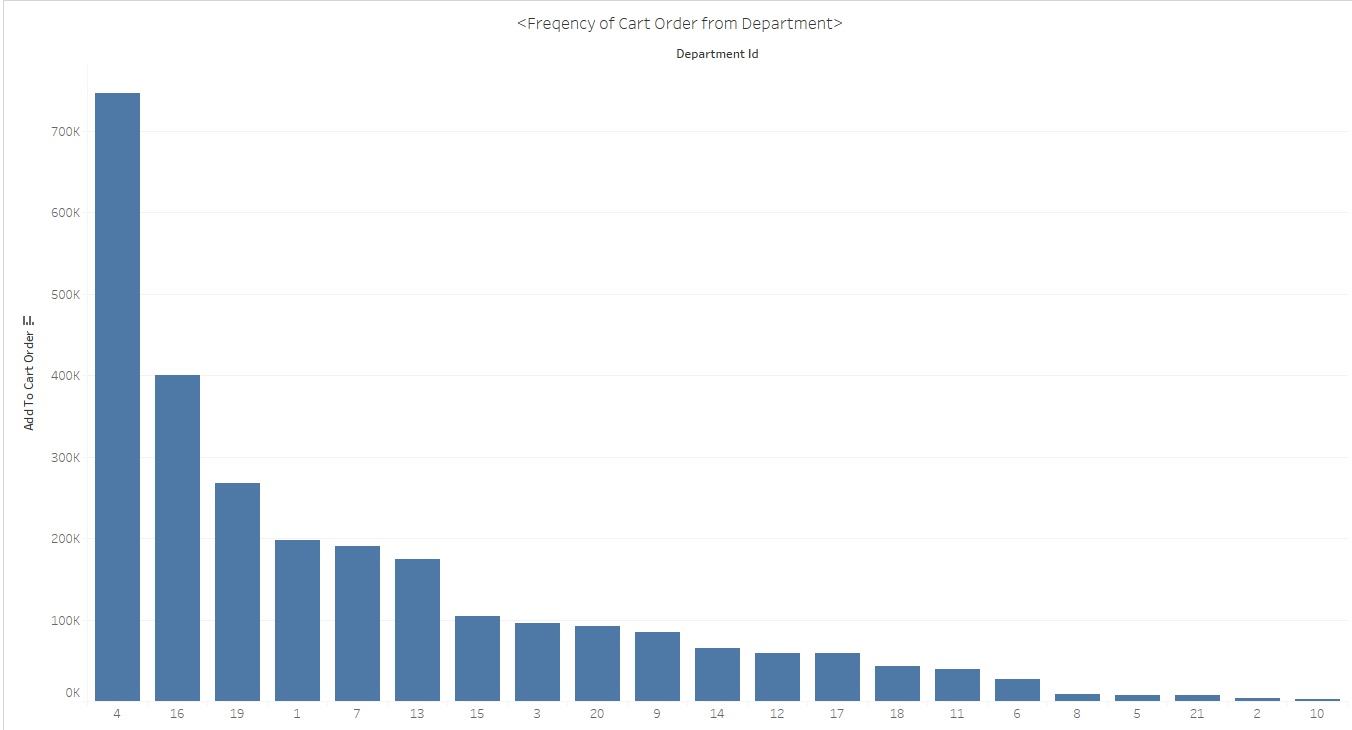 <Freqency of Cart Order from Department>
Department Id
Add To Cart Order
700K
600K
500K
400K
300K
200K
100K
0K
4 16 19 1 7 13 15 3 20 9 14 12 17 18 11 6 8 5 21 2 10